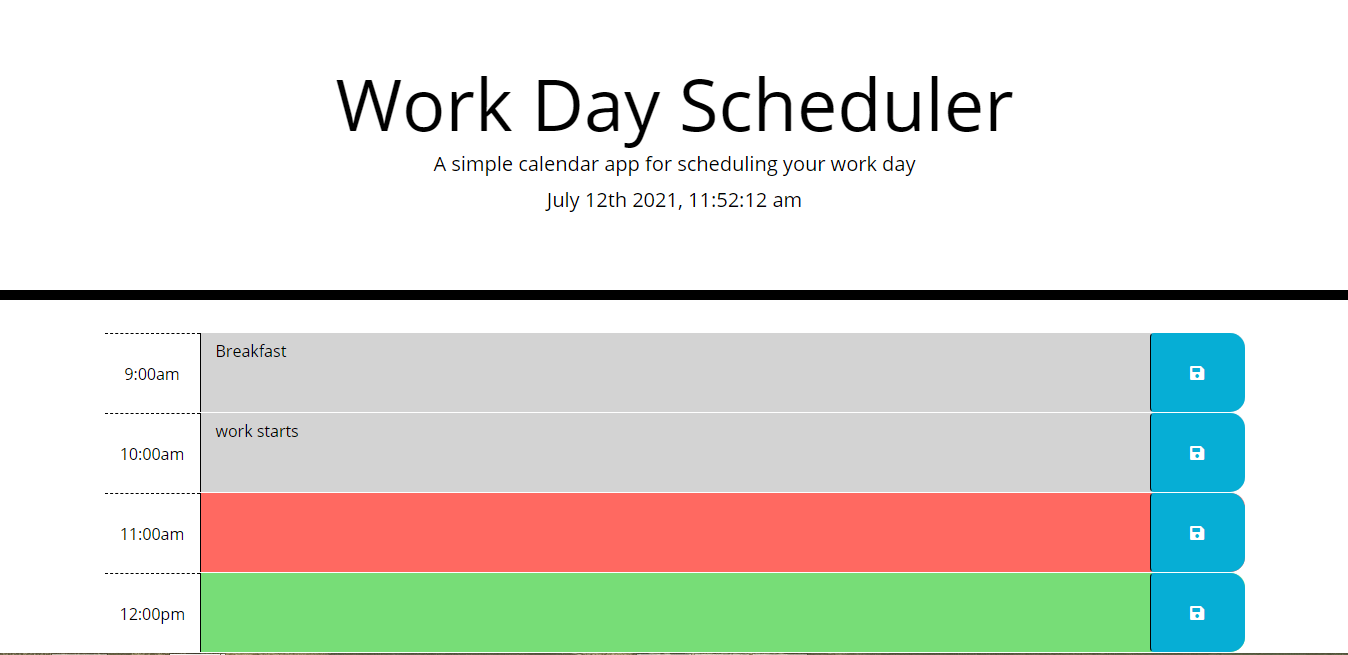 Work Day Scheduler
A simple calendar app for scheduling your work day
July 12th 2021, 11:52:12 am
9:00am
Breakfast
10:00am
work starts
11:00am
12:00pm